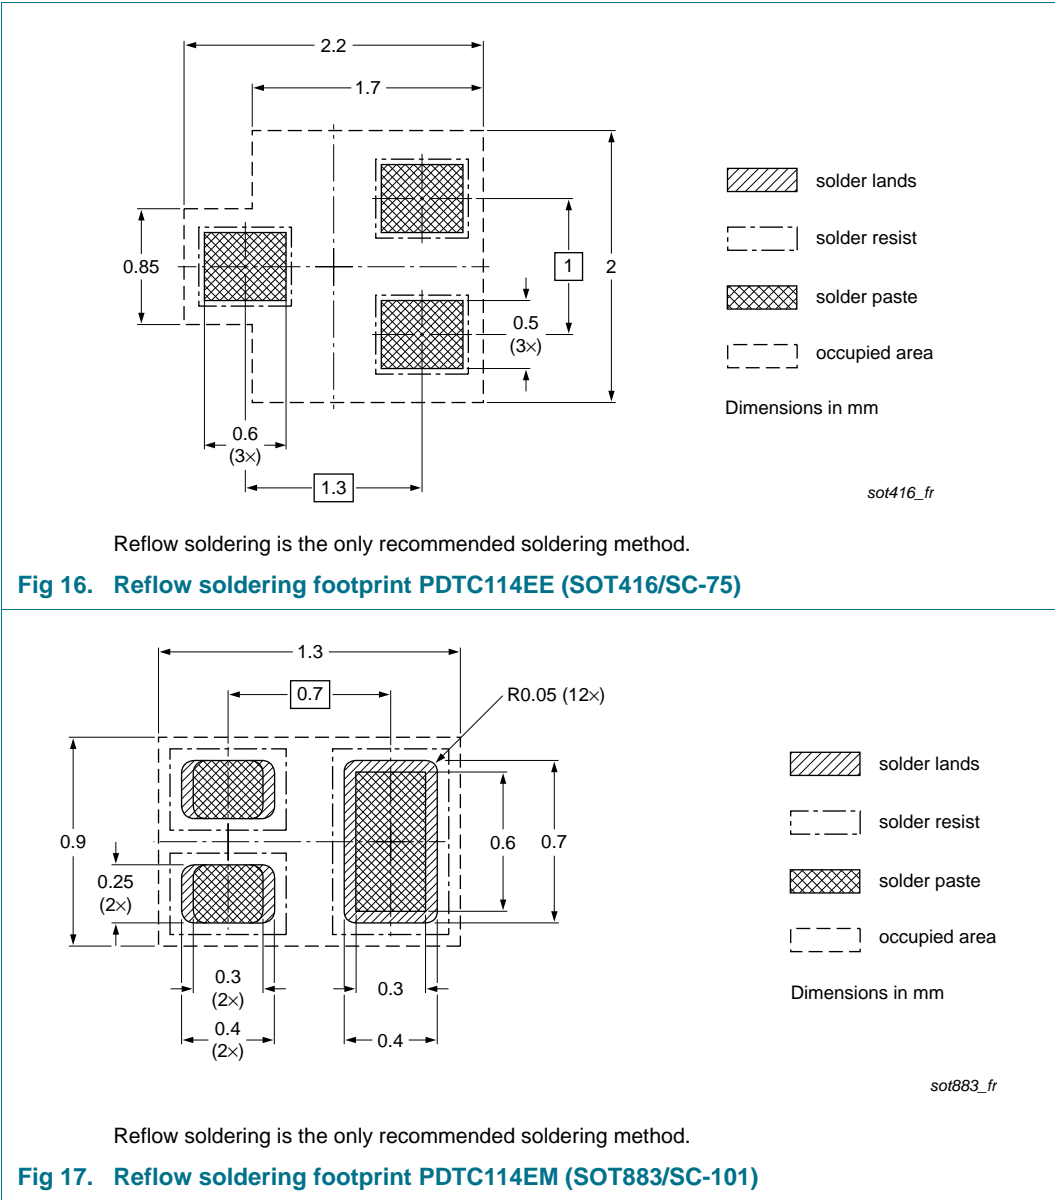 2.2
1.7
0.85
1
2
0.5
(3×)
0.6
(3×)
1.3
solder lands
solder resist
solder paste
occupied area
Dimensions in mm
sot416_fr
Reflow soldering is the only recommended soldering method.
Fig 16. Reflow soldering footprint PDTC114EE (SOT416/SC-75)
1.3
0.7
R0.05 (12×)
0.9
0.25
(2×)
0.6
0.7
0.3
(2×)
0.3
0.4
(2×)
0.4
solder lands
solder resist
solder paste
occupied area
Dimensions in mm
sot883_fr
Reflow soldering is the only recommended soldering method.
Fig 17. Reflow soldering footprint PDTC114EM (SOT883/SC-101)